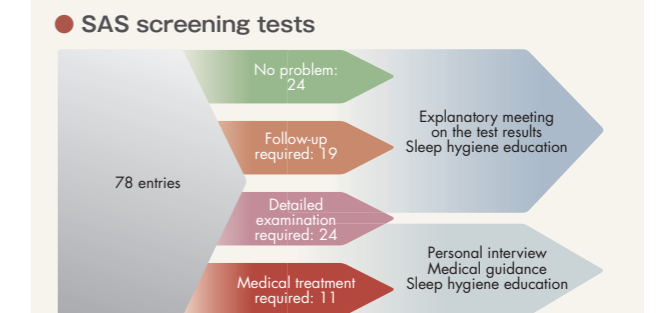 SAS screening tests
78 entries
No problem:
24
Follow-up
required: 19
Detailed
examination
required: 24
Medical treatment
required: 11
Explanatory meeting
on the test results
Sleep hygiene education
Personal interview
Medical guidance
Sleep hygiene education